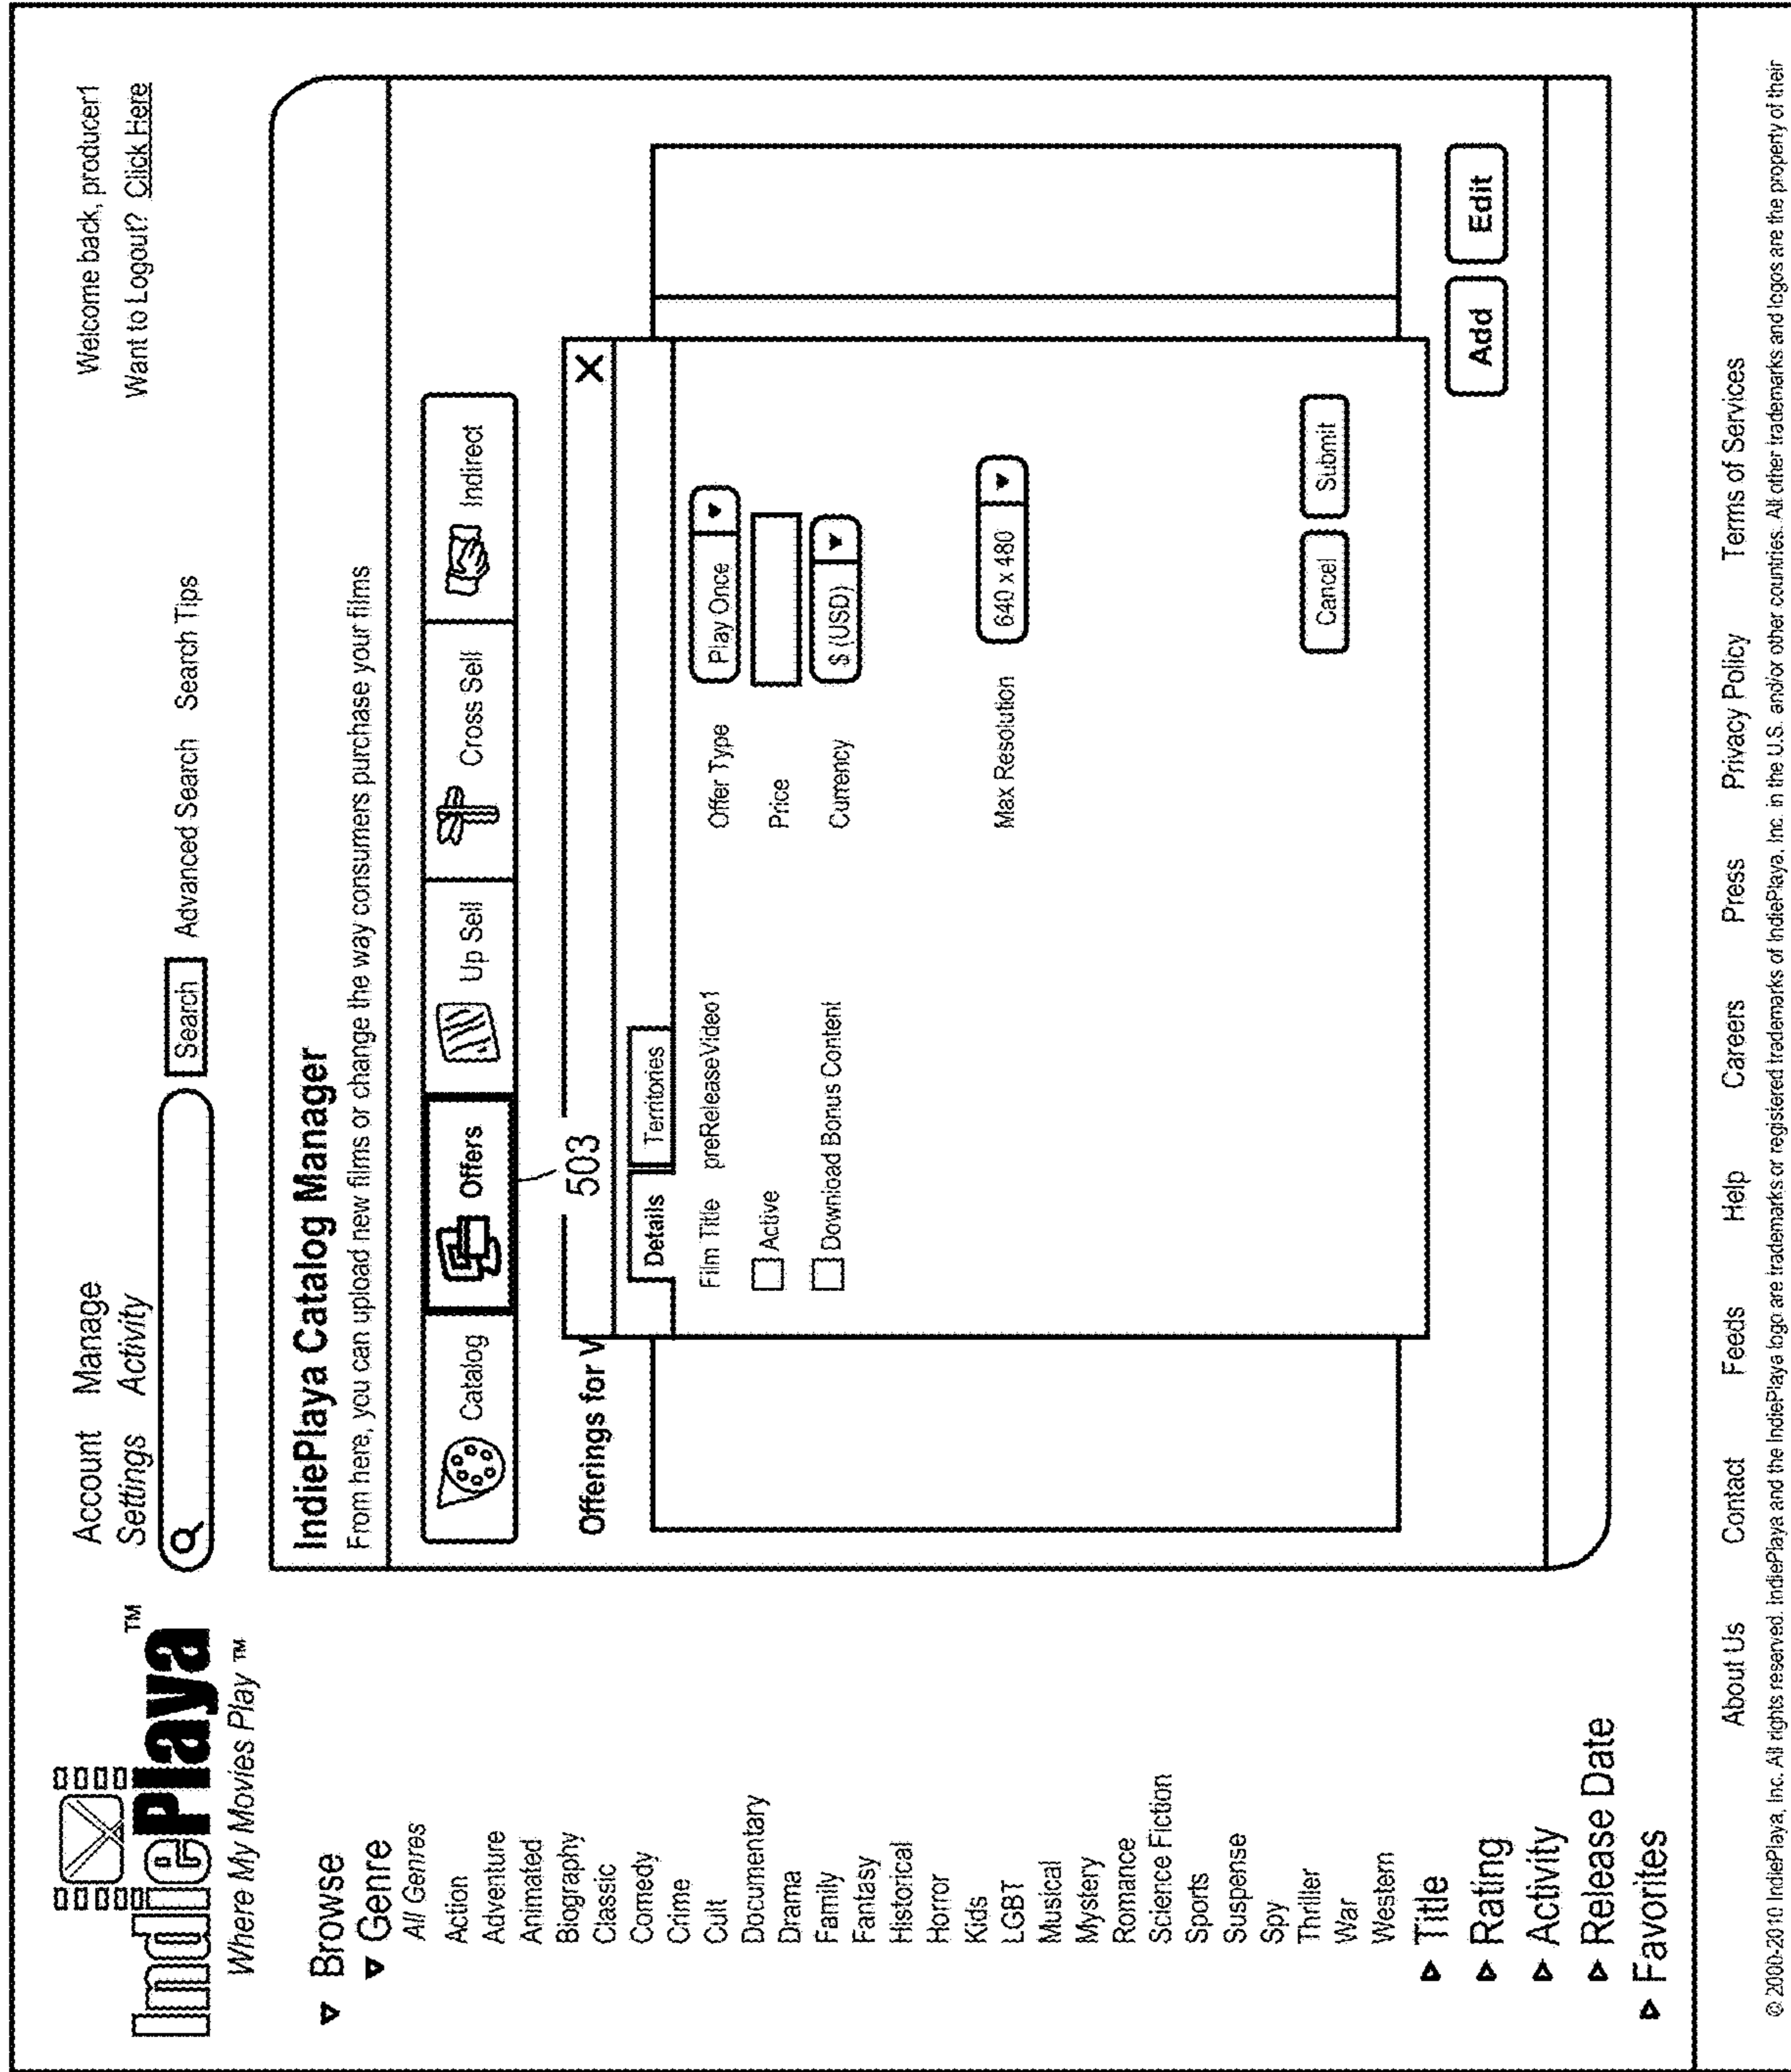 IndiePlaya™
Where My Movies Play ™
Account Manage
Settings Activity
Welcome back, producer1
Want to Logout? Click Here
Search Advanced Search Search Tips
▼ Browse
▼ Genre
All Genres
Action
Adventure
Animated
Biography
Classic
Comedy
Crime
Cult
Documentary
Drama
Family
Fantasy
Historical
Horror
Kids
LGBT
Musical
Mystery
Romance
Science Fiction
Sports
Suspense
Spy
Thriller
War
Western
▶ Title
▶ Rating
▶ Activity
▶ Release Date
▶ Favorites
IndiePlaya Catalog Manager
From here, you can upload new films or change the way consumers purchase your films
Catalog Offers Up Sell Cross Sell Indirect
503
Offerings for
X
Details Territories
Film Title preReleaseVideo1 Offer Type Play Once
Active Price
Download Bonus Content Currency $ (USD)
Max Resolution 640 x 480
Cancel Submit
Add Edit
About Us Contact Feeds Help Careers Press Privacy Policy Terms of Services
© 2000-2010 IndiePlaya, Inc. All rights reserved. IndiePlaya and the IndiePlaya logo are trademarks or registered trademarks of IndiePlaya, Inc. in the U.S. and/or other countries. All other trademarks and logos are the property of their